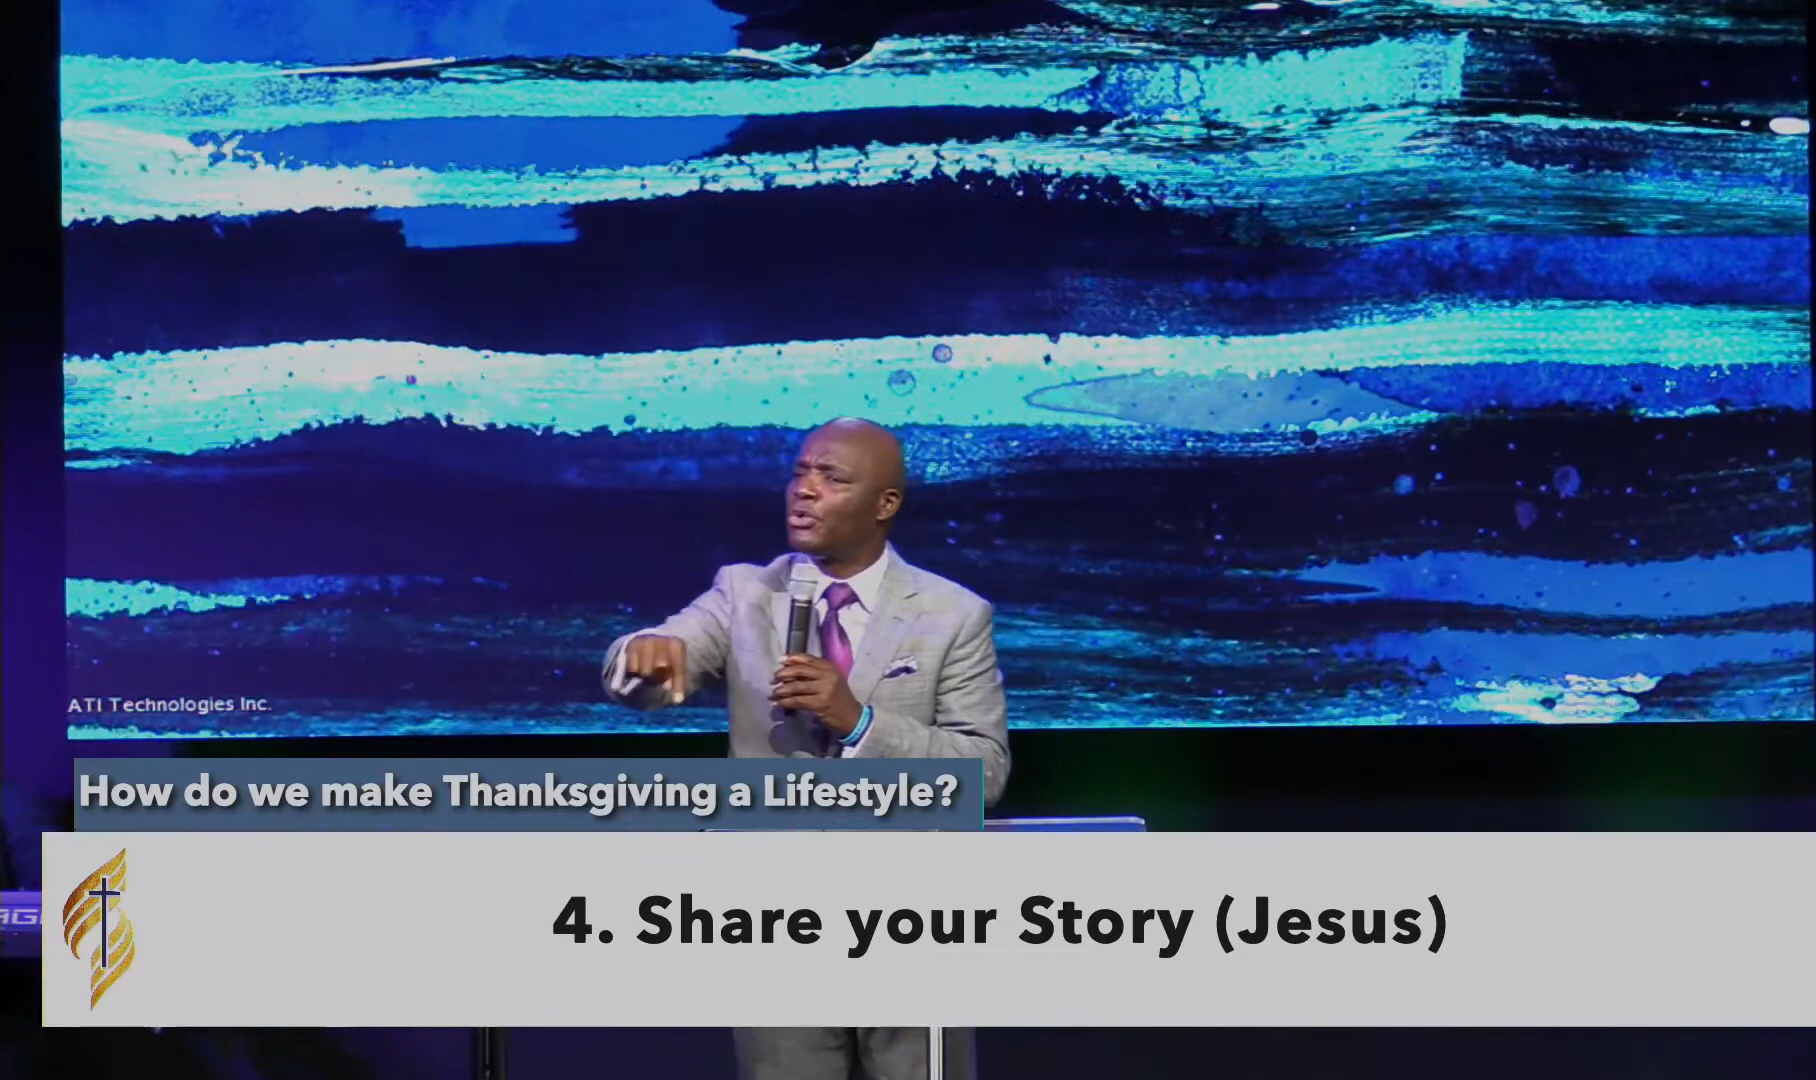 ATI Technologies Inc.
How do we make Thanksgiving a Lifestyle?
4. Share your Story (Jesus)